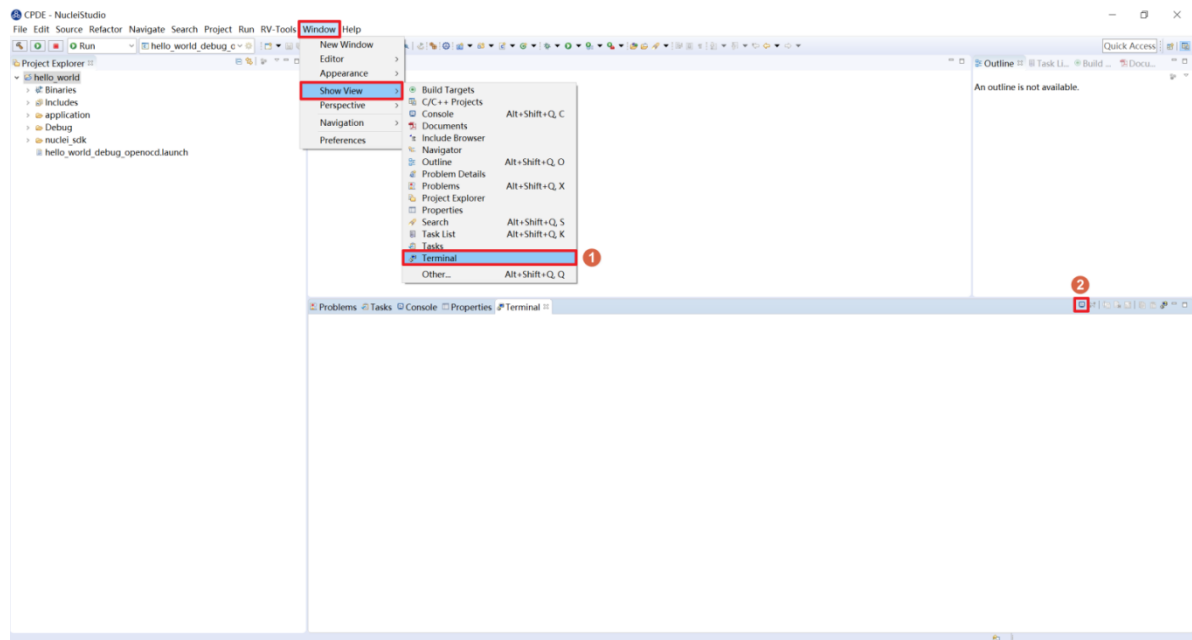 CPDE - NucleiStudio
File Edit Source Refactor Navigate Search Project Run RV-Tools Window Help
Run
hello_world_debug_c
Quick Access
Project Explorer
hello_world
Binaries
Includes
application
Debug
nuclei_sdk
hello_world_debug_openocd.launch
New Window
Editor
Appearance
Show View
Perspective
Navigation
Preferences
Build Targets
C/C++ Projects
Console Alt+Shift+Q, C
Documents
Include Browser
Navigator
Outline Alt+Shift+Q, O
Problem Details
Problems Alt+Shift+Q, X
Project Explorer
Properties
Search Alt+Shift+Q, S
Task List Alt+Shift+Q, K
Tasks
Terminal
1
Other... Alt+Shift+Q, Q
Outline Task Li... Build ... Docu...
An outline is not available.
2
Problems Tasks Console Properties Terminal